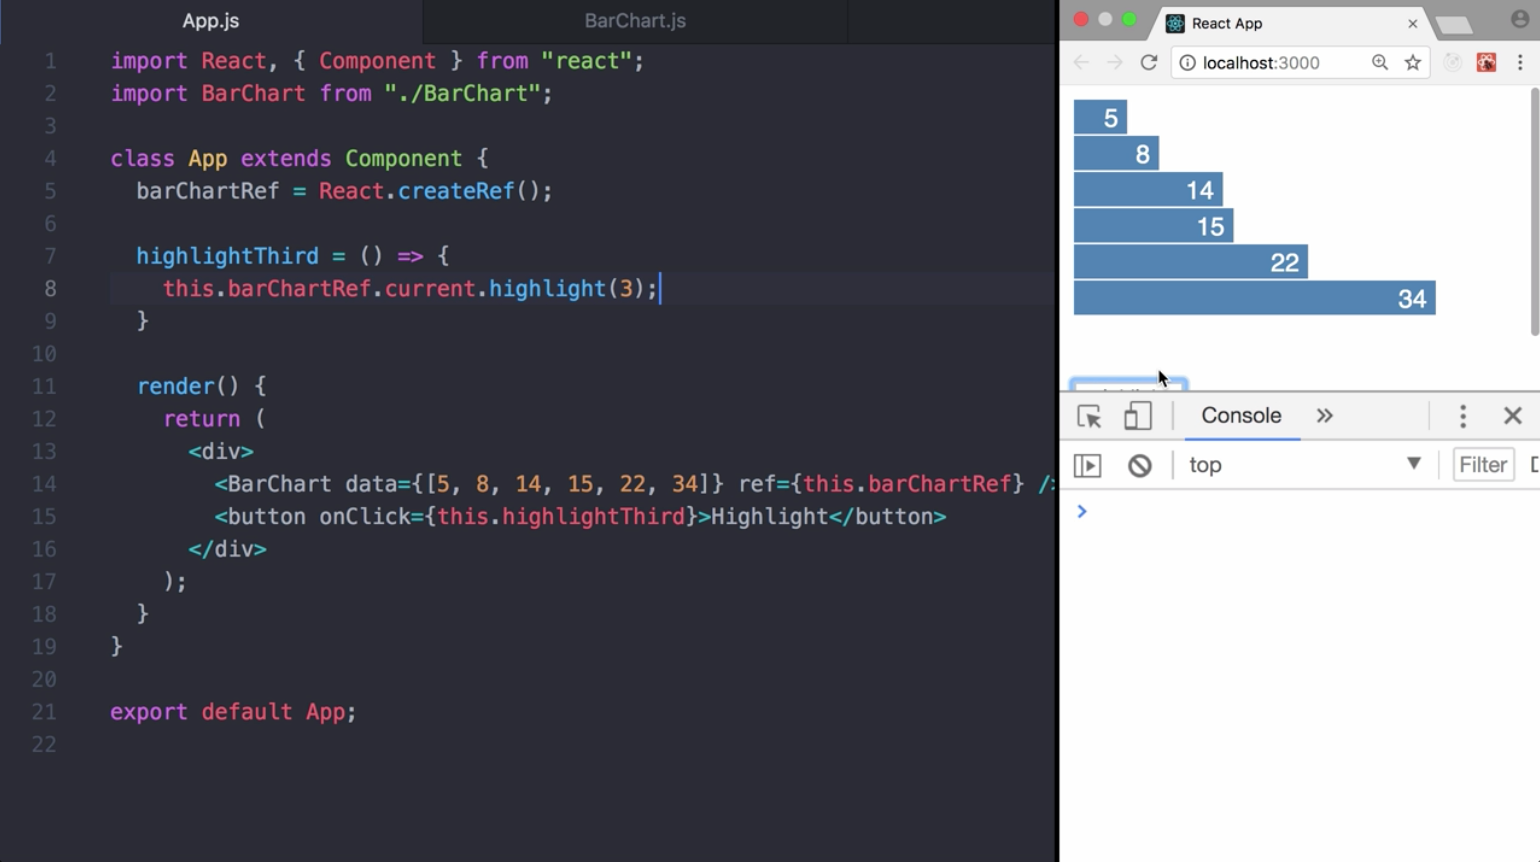 App.js
BarChart.js
1 import React, { Component } from "react";
2 import BarChart from "./BarChart";
3
4 class App extends Component {
5 barChartRef = React.createRef();
6
7 highlightThird = () => {
8 this.barChartRef.current.highlight(3);
9 }
10
11 render() {
12 return (
13 <div>
14 <BarChart data={[5, 8, 14, 15, 22, 34]} ref={this.barChartRef} />
15 <button onClick={this.highlightThird}>Highlight</button>
16 </div>
17 );
18 }
19 }
20
21 export default App;
22
React App
localhost:3000
5
8
14
15
22
34
Console
top
Filter